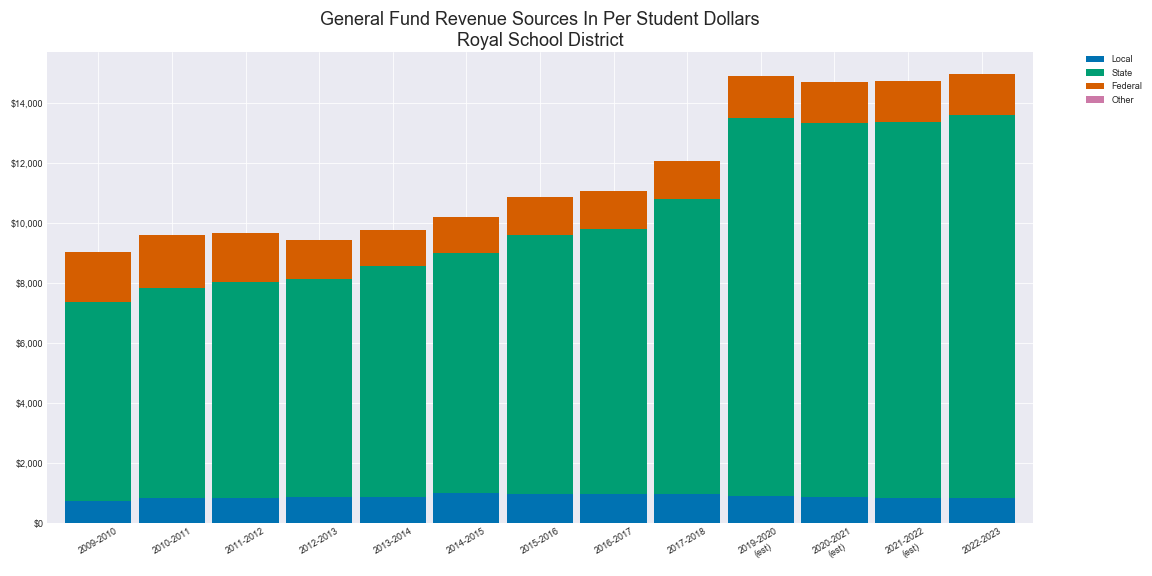 General Fund Revenue Sources In Per Student Dollars
Royal School District
Local
State
Federal
Other
$14,000
$12,000
$10,000
$8,000
$6,000
$4,000
$2,000
$0
2009-2010
2010-2011
2011-2012
2012-2013
2013-2014
2014-2015
2015-2016
2016-2017
2017-2018
2019-2020
(est)
2020-2021
(est)
2021-2022
(est)
2022-2023